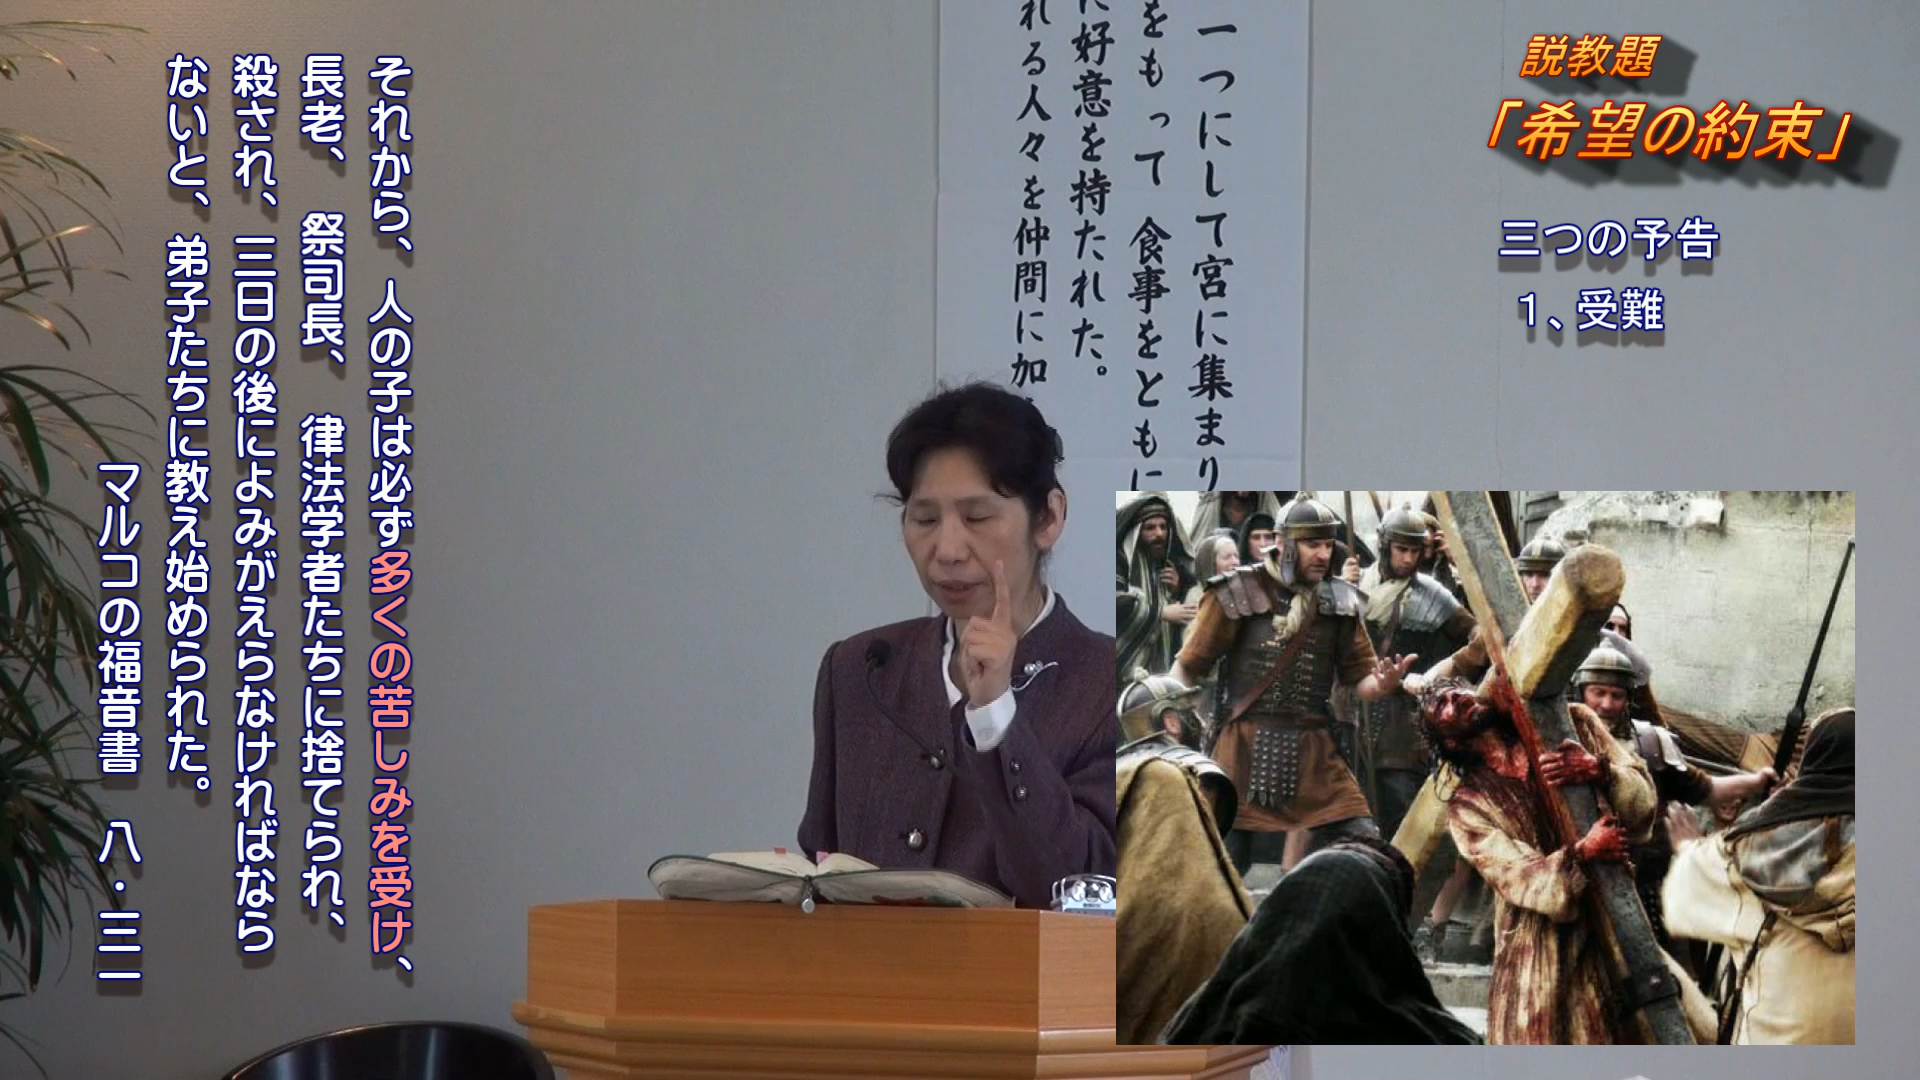 説教題
「希望の約束」
三つの予告
1、受難
一つにして宮に集まり
をもって 食事をともに
に好意を持たれた。
れる人々を仲間に加
それから、人の子は必ず多くの苦しみを受け、
長老、祭司長、律法学者たちに捨てられ、
殺され、三日の後によみがえらなければなら
ないと、弟子たちに教え始められた。
マルコの福音書 八・三一